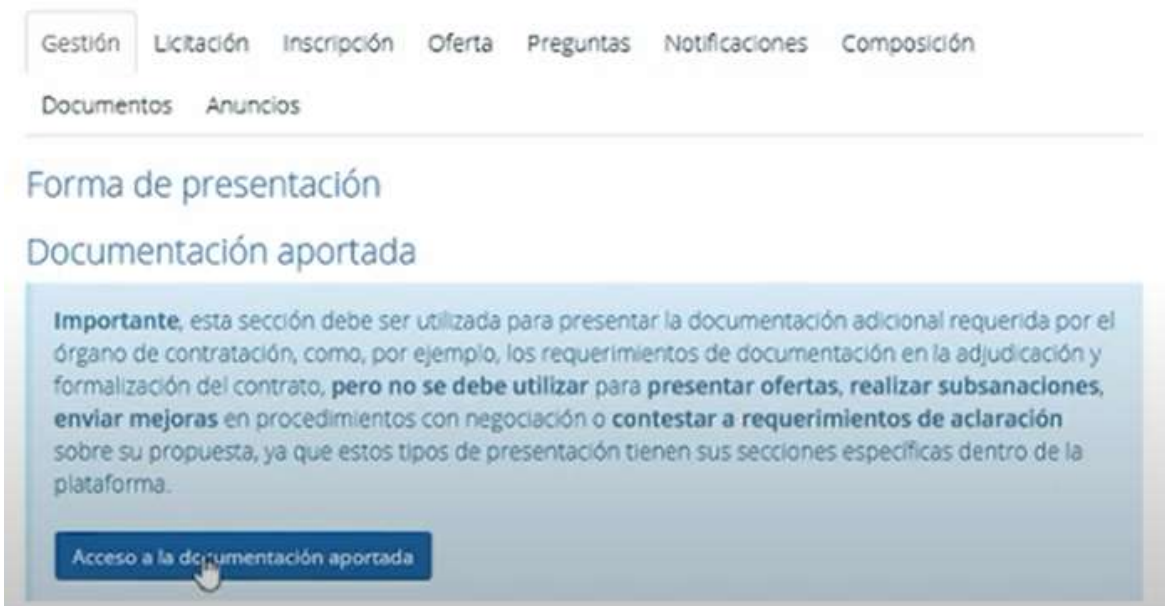 Gestión Licitación Inscripción Oferta Preguntas Notificaciones Composición
Documentos Anuncios
Forma de presentación
Documentación aportada
Importante, esta sección debe ser utilizada para presentar la documentación adicional requerida por el
órgano de contratación, como, por ejemplo, los requerimientos de documentación en la adjudicación y
formalización del contrato, pero no se debe utilizar para presentar ofertas, realizar subsanaciones,
enviar mejoras en procedimientos con negociación o contestar a requerimientos de aclaración
sobre su propuesta, ya que estos tipos de presentación tienen sus secciones específicas dentro de la
plataforma.
Acceso a la documentación aportada